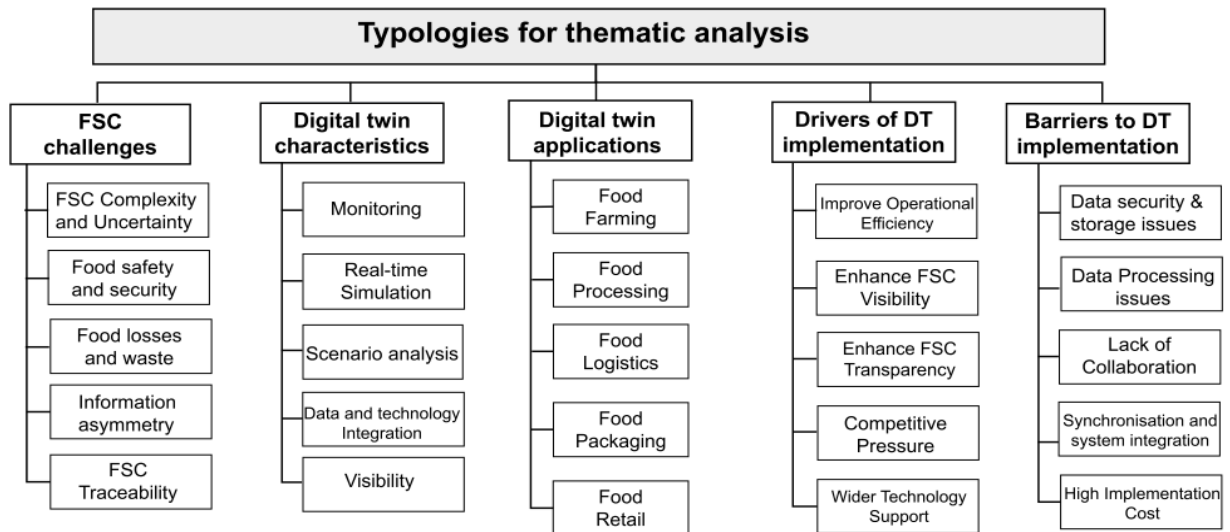 Typologies for thematic analysis
FSC
challenges
FSC Complexity
and Uncertainty
Food safety
and security
Food losses
and waste
Information
asymmetry
FSC
Traceability
Digital twin
characteristics
Monitoring
Real-time
Simulation
Scenario analysis
Data and technology
Integration
Visibility
Digital twin
applications
Food
Farming
Food
Processing
Food
Logistics
Food
Packaging
Food
Retail
Drivers of DT
implementation
Improve Operational
Efficiency
Enhance FSC
Visibility
Enhance FSC
Transparency
Competitive
Pressure
Wider Technology
Support
Barriers to DT
implementation
Data security &
storage issues
Data Processing
issues
Lack of
Collaboration
Synchronisation and
system integration
High Implementation
Cost